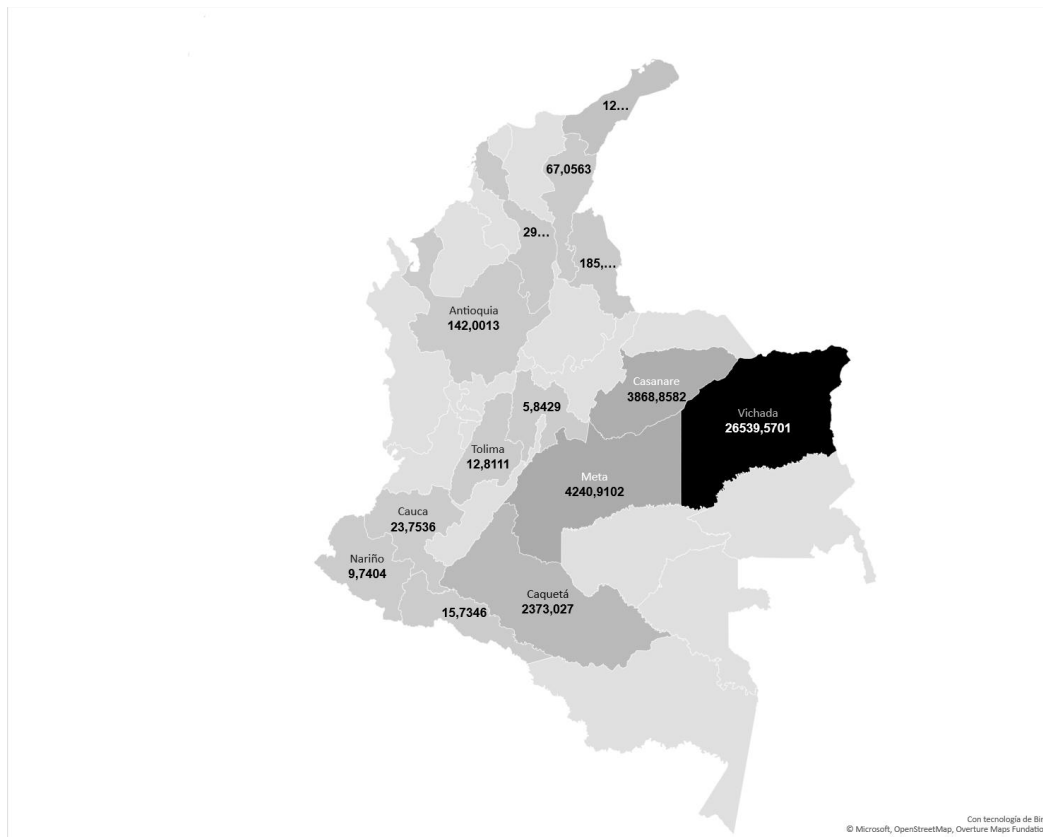 12...
67,0563
29...
185,...
Antioquia
142,0013
Casanare
3868,8582
Vichada
26539,5701
5,8429
Tolima
12,8111
Meta
4240,9102
Cauca
23,7536
Nariño
9,7404
Caquetá
2373,027
15,7346
Con tecnología de Bin
© Microsoft, OpenStreetMap, Overture Maps Fundatio